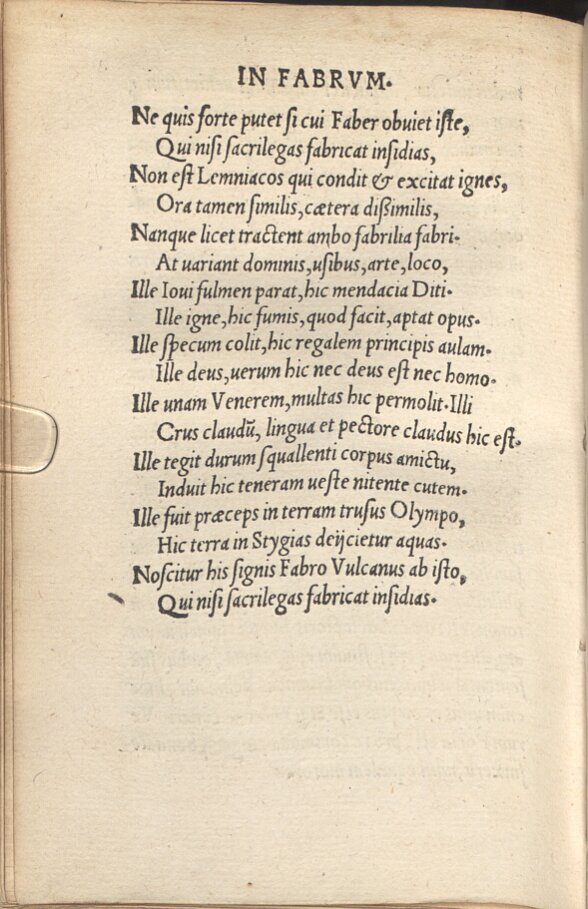 IN FABRVM.
Ne quis forte putet si cui Faber obuiet iste,
Qui nisi sacrilegas fabricat insidias,
Non est Lemniacos qui condit & excitat ignes,
Ora tamen similis, cætera dißimilis,
Nanque licet tractent ambo fabrilia fabri.
At uariant dominis, usibus, arte, loco,
Ille Ioui fulmen parat, hic mendacia Diti.
Ille igne, hic fumis, quod facit, aptat opus.
Ille specum colit, hic regalem principis aulam.
Ille deus, uerum hic nec deus est nec homo.
Ille unam Venerem, multas hic permolit. Illi
Crus claudũ, lingua et pectore claudus hic est.
Ille tegit durum squallenti corpus amictu,
Induit hic teneram ueste nitente cutem.
Ille fuit præceps in terram trusus Olympo,
Hic terra in Stygias deijcietur aquas.
Noscitur his signis Fabro Vulcanus ab isto,
Qui nisi sacrilegas fabricat insidias.